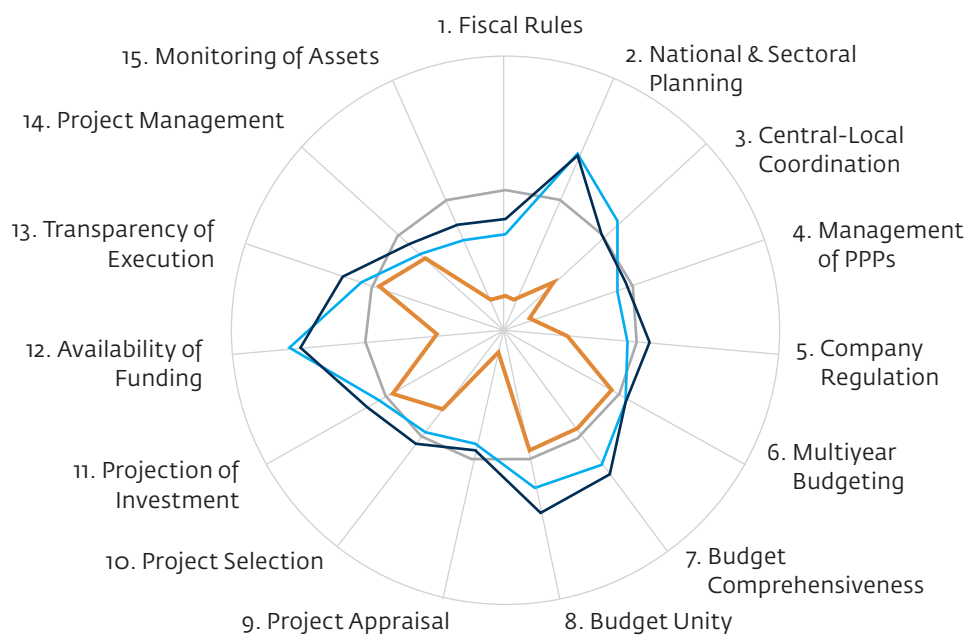 1. Fiscal Rules
2. National & Sectoral
Planning
3. Central-Local
Coordination
4. Management
of PPPs
5. Company
Regulation
6. Multiyear
Budgeting
7. Budget
Comprehensiveness
8. Budget Unity
9. Project Appraisal
10. Project Selection
11. Projection of
Investment
12. Availability of
Funding
13. Transparency of
Execution
14. Project Management
15. Monitoring of Assets